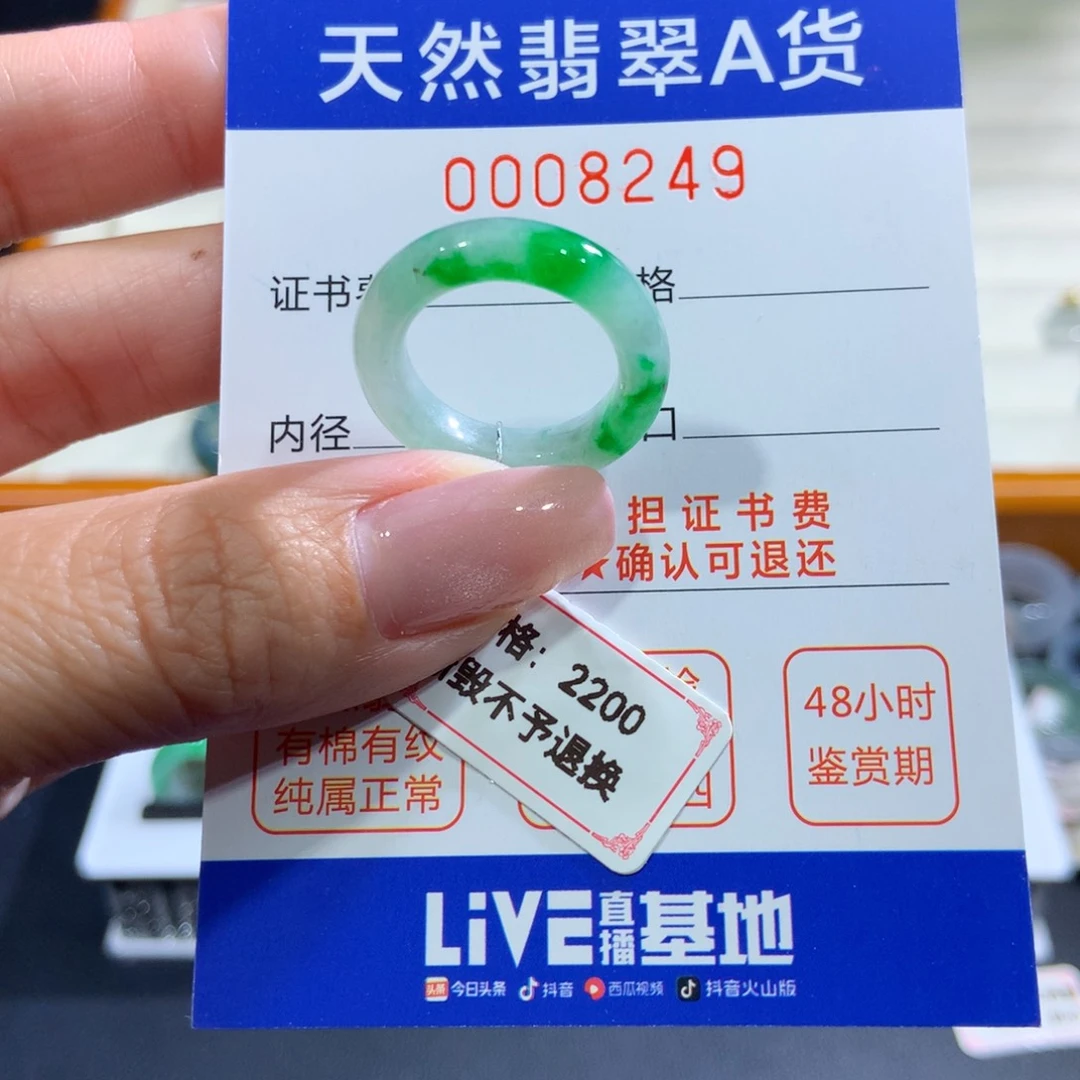 天然翡翠A货
0008249
证书
格
内径
口
担证书费
★确认可退还
格：2200
毁不予退换
有棉有纹
纯属正常
48小时
鉴赏期
LiVE直播基地
头条 今日头条 抖音 西瓜视频 抖音火山版